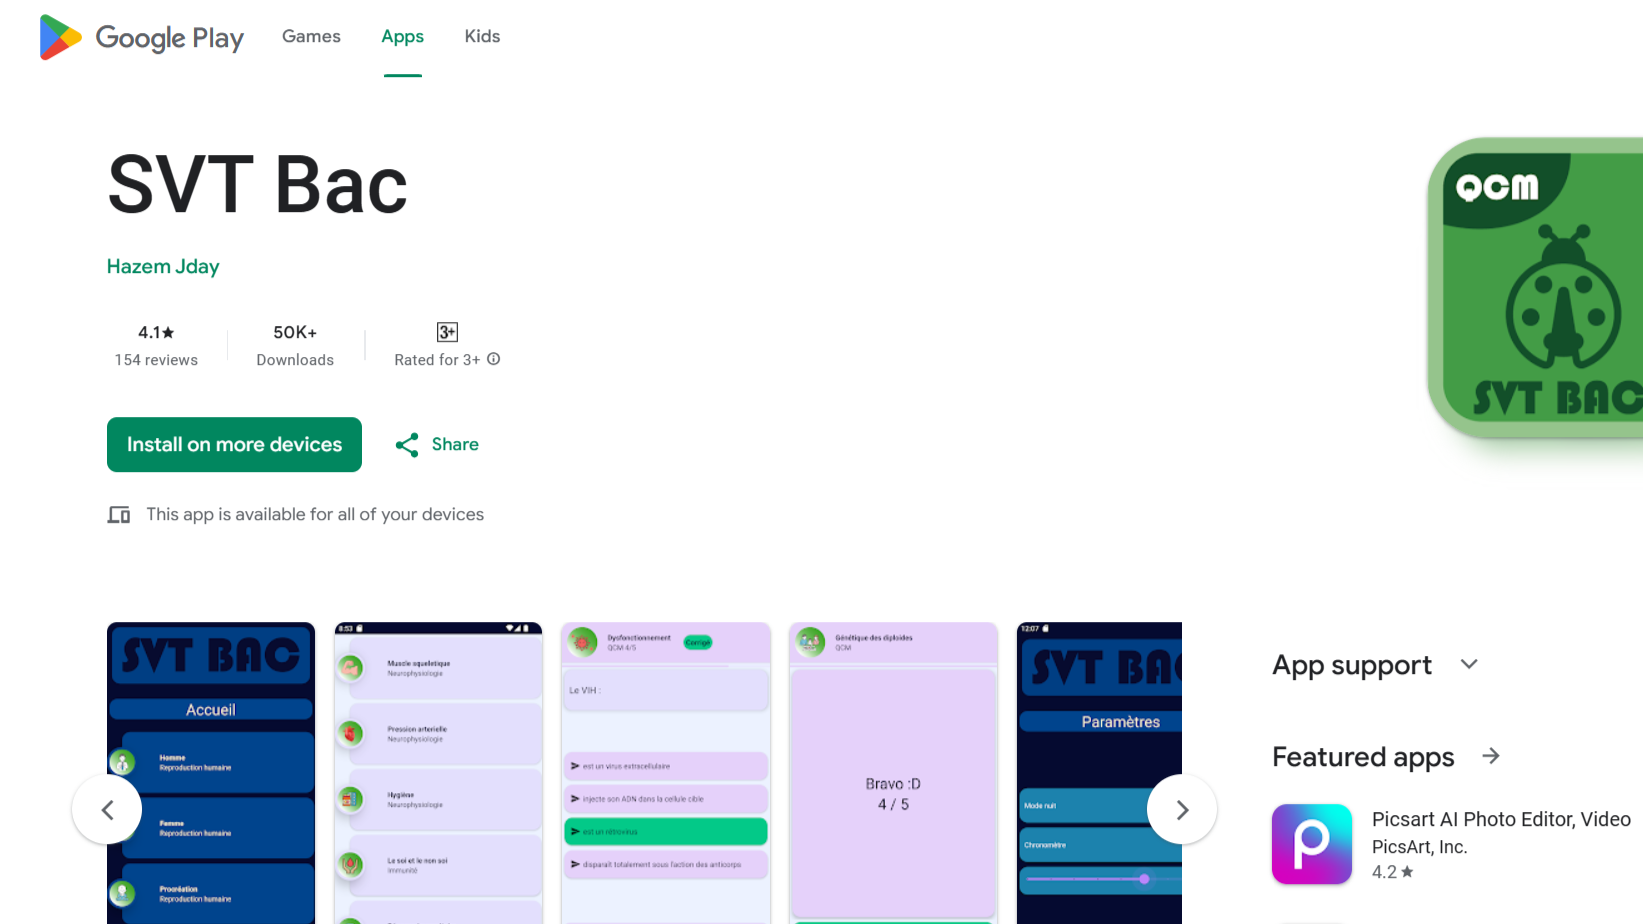 Google Play
Games
Apps
Kids
SVT Bac
Hazem Jday
4.1★
154 reviews
50K+
Downloads
3+
Rated for 3+
Install on more devices
Share
This app is available for all of your devices
QCM
SVT BAC
SVT BAC
Accueil
Homme
Reproduction humaine
Femme
Reproduction humaine
Procréation
Reproduction humaine
8:53
Muscle squeletique
Neurophysiologie
Pression arterielle
Neurophysiologie
Hygiène
Neurophysiologie
Le soi et le non soi
Immunité
Dysfonctionnement
QCM 4/5
Corrigé
Le VIH :
est un virus extracellulaire
injecte son ADN dans la cellule cible
est un rétrovirus
disparaît totalement sous l'action des anticorps
Génétique des diploïdes
QCM
Bravo :D
4 / 5
12:07
SVT BAC
Paramètres
Mode nuit
Chronomètre
App support
Featured apps
Picsart AI Photo Editor, Video
PicsArt, Inc.
4.2★